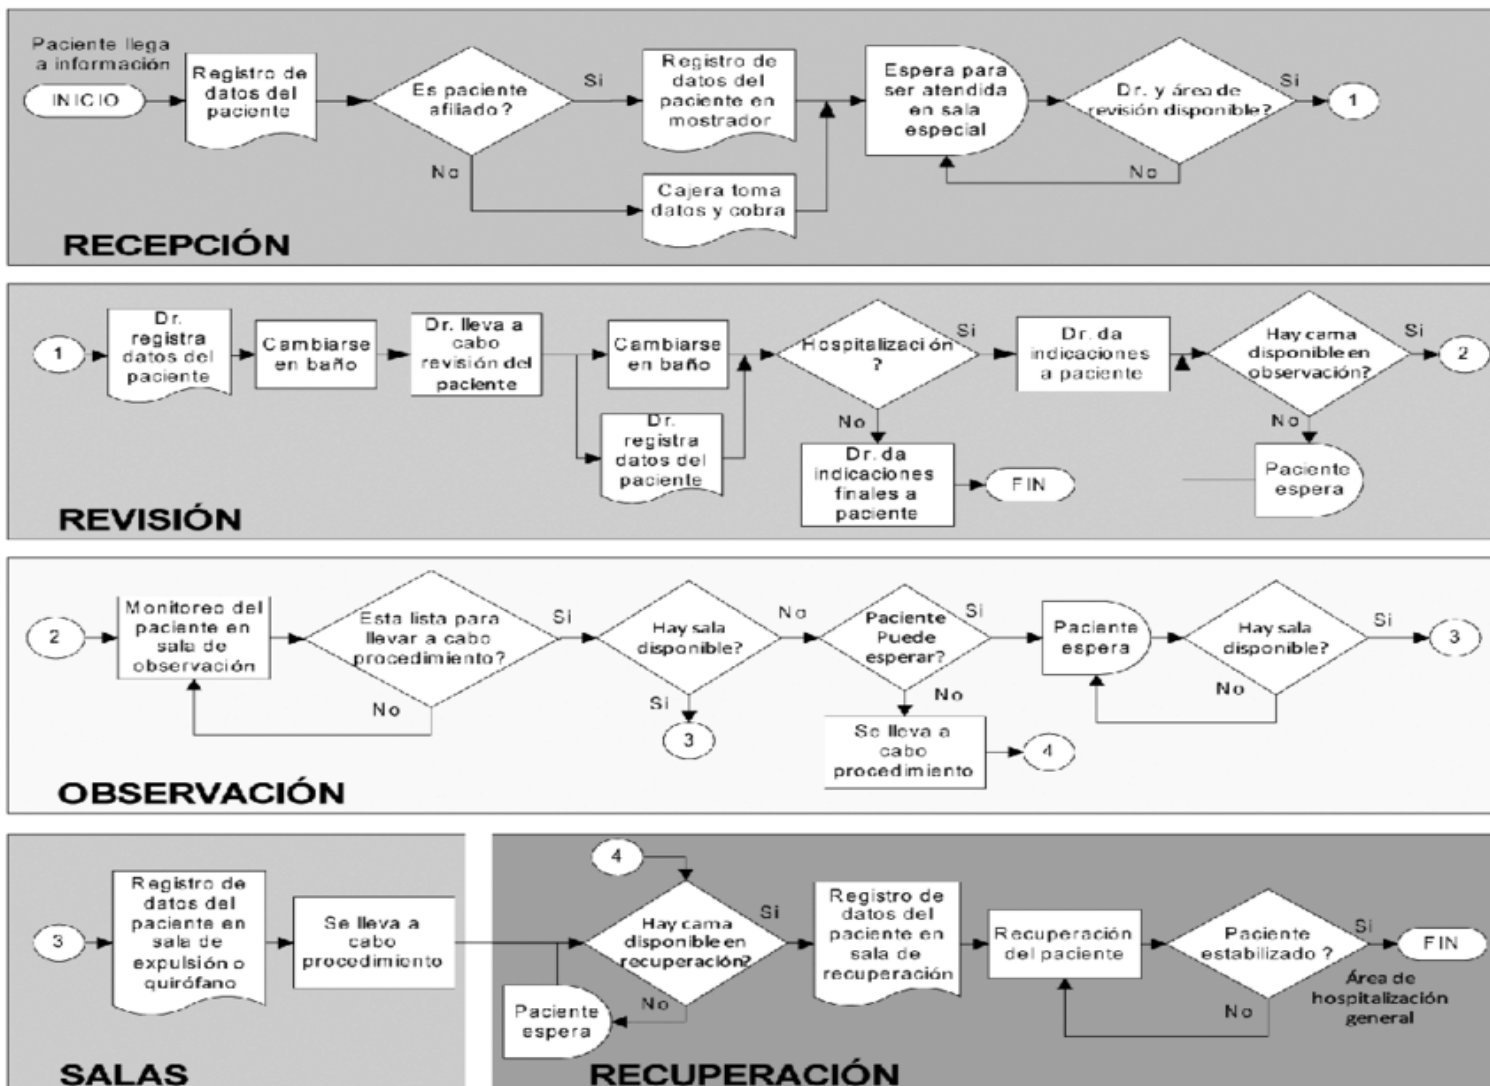 Paciente llega
a información
INICIO
Registro de
datos del
paciente
Es paciente
afiliado?
Si
No
Registro de
datos del
paciente en
mostrador
Cajera toma
datos y cobra
Espera para
ser atendida
en sala
especial
Dr. y área de
revisión disponible?
Si
No
1
RECEPCIÓN
1
Dr.
registra
datos del
paciente
Cambiarse
en baño
Dr. lleva a
cabo
revisión del
paciente
Cambiarse
en baño
Dr.
registra
datos del
paciente
Hospitalización
?
Si
No
Dr. da
indicaciones
finales a
paciente
FIN
Dr. da
indicaciones
a paciente
Hay cama
disponible en
observación?
Si
No
2
Paciente
espera
REVISIÓN
2
Monitoreo del
paciente en
sala de
observación
Esta lista para
llevar a cabo
procedimiento?
Si
No
Hay sala
disponible?
No
Si
3
Paciente
Puede
esperar?
Si
No
Se lleva a
cabo
procedimiento
4
Paciente
espera
Hay sala
disponible?
Si
No
3
OBSERVACIÓN
3
Registro de
datos del
paciente en
sala de
expulsión o
quirófano
Se lleva a
cabo
procedimiento
SALAS
4
Hay cama
disponible en
recuperación?
Si
No
Paciente
espera
Registro de
datos del
paciente en
sala de
recuperación
Recuperación
del paciente
Paciente
estabilizado ?
Si
No
FIN
Área de
hospitalización
general
RECUPERACIÓN